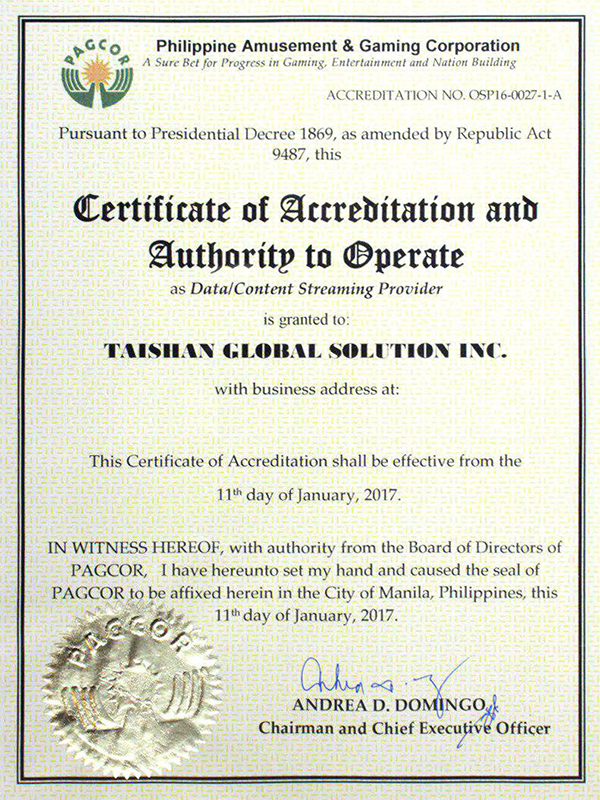 PAGCOR
Philippine Amusement & Gaming Corporation
A Sure Bet for Progress in Gaming, Entertainment and Nation Building
ACCREDITATION NO. OSP16-0027-1-A
Pursuant to Presidential Decree 1869, as amended by Republic Act
9487, this
Certificate of Accreditation and
Authority to Operate
as Data/Content Streaming Provider
is granted to:
TAISHAN GLOBAL SOLUTION INC.
with business address at:
This Certificate of Accreditation shall be effective from the
11th day of January, 2017.
IN WITNESS HEREOF, with authority from the Board of Directors of
PAGCOR, I have hereunto set my hand and caused the seal of
PAGCOR to be affixed herein in the City of Manila, Philippines, this
11th day of January, 2017.
PAGCOR
ANDREA D. DOMINGO
Chairman and Chief Executive Officer